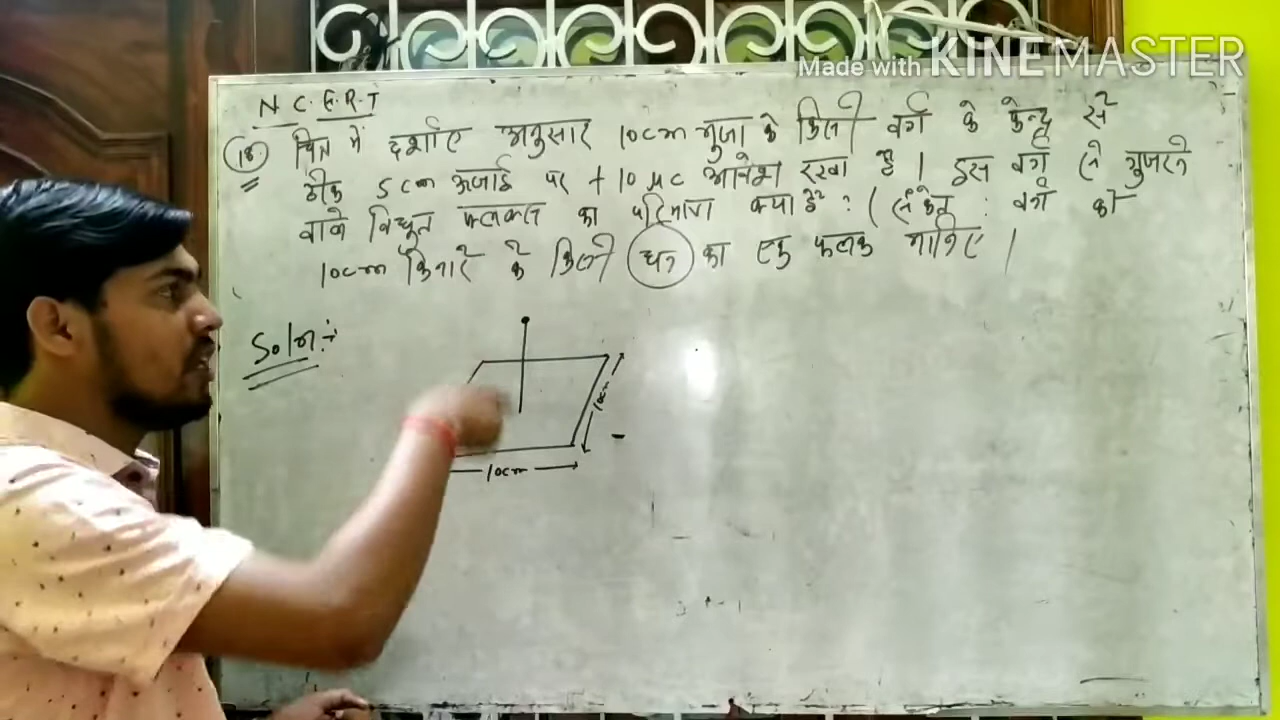 Made with KINEMASTER
N.C.E.R.T
18. चित्र में दर्शाए अनुसार 10cm भुजा के किसी वर्ग के केन्द्र से
ठीक 5cm ऊंचाई पर +10 μc आवेश रखा है। इस वर्ग से गुजरने
वाले विद्युत फलक्स का परिमाण क्या है? (संकेत : वर्ग को
10cm किनारे के किसी घन का एक फलक मानिए।
Soln:-
10cm
10cm